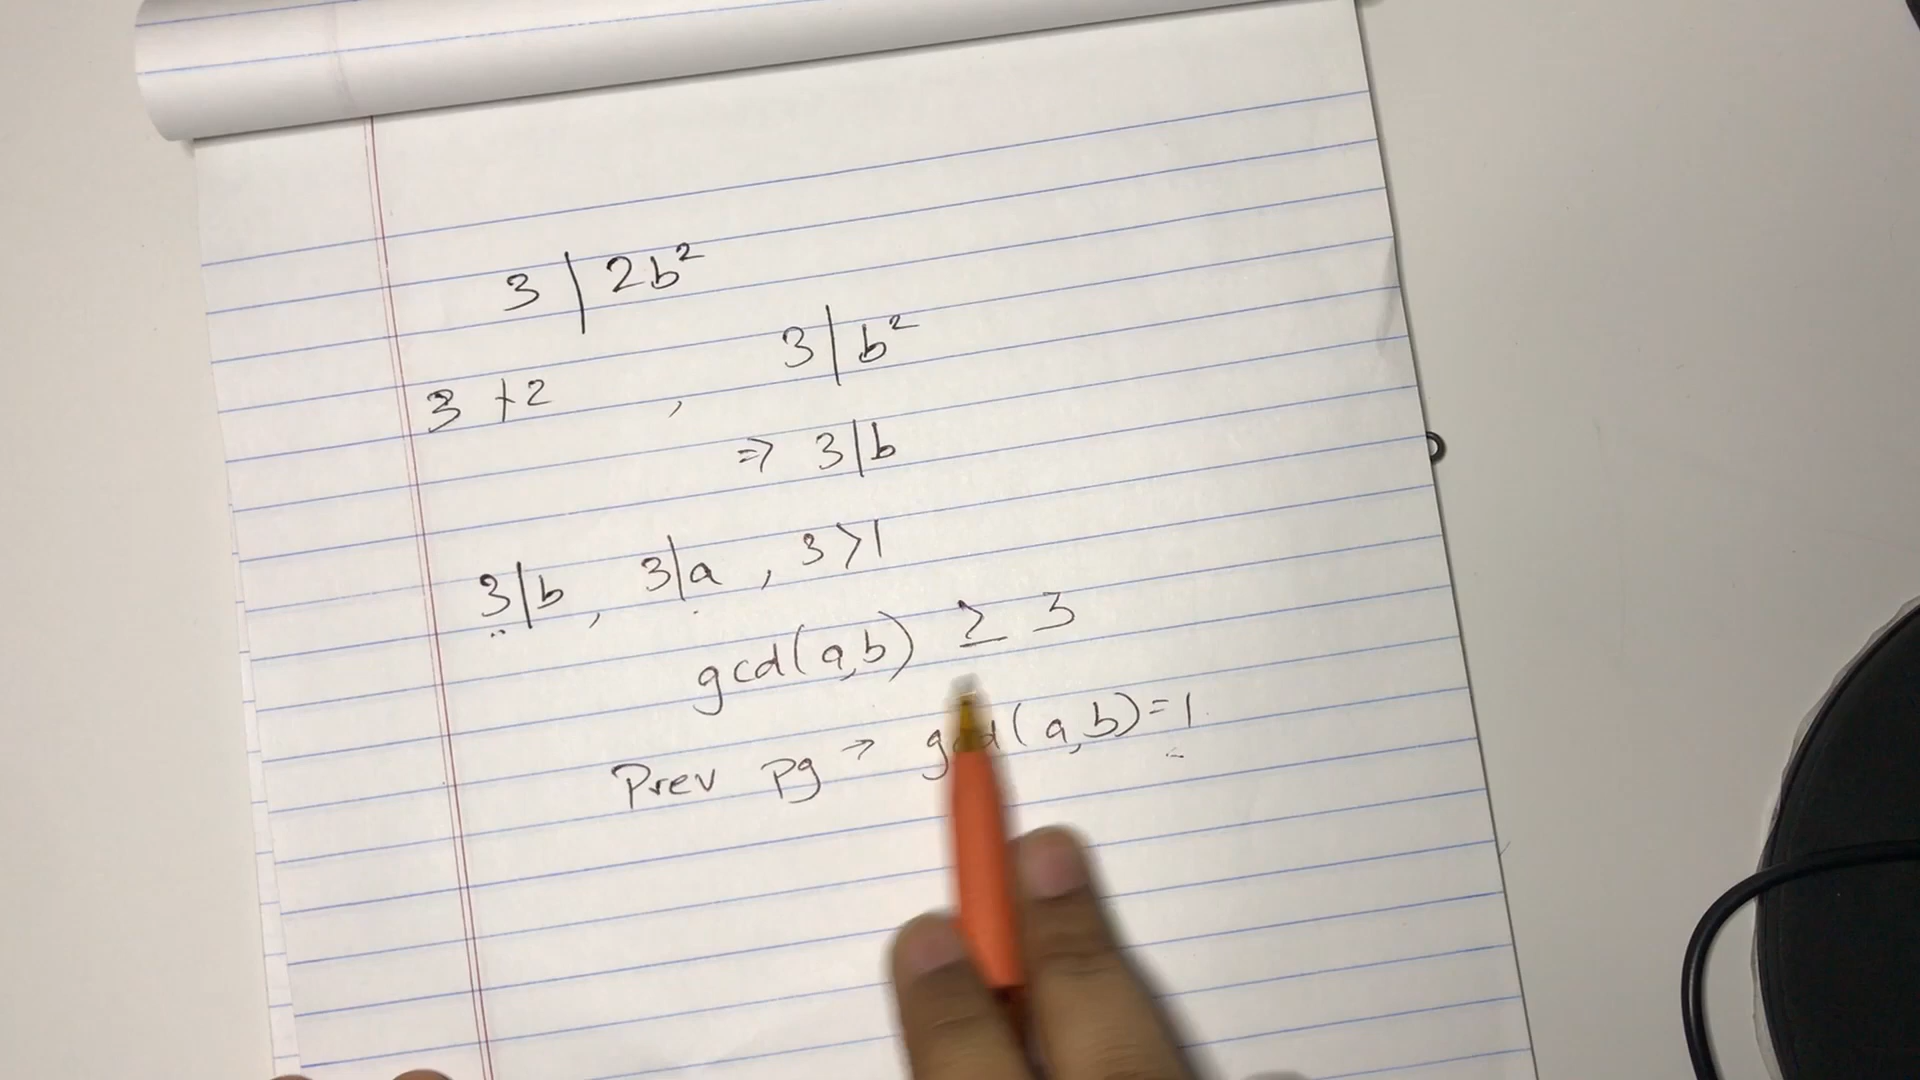 3 | 2b²
3 ∤ 2 , 3 | b²
⇒ 3 | b
3|b , 3|a , 3>1
gcd(a,b) ≥ 3
Prev pg → gcd(a,b)=1